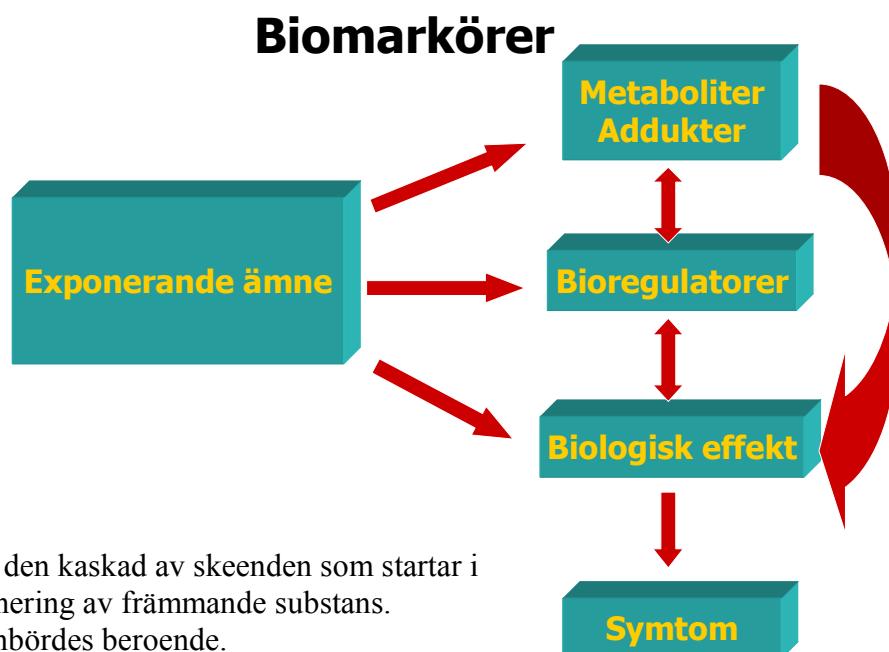 Biomarkörer
Metaboliter
Addukter
Exponerande ämne
Bioregulatorer
Biologisk effekt
den kaskad av skeenden som startar i
nering av främmande substans.
nbördes beroende.
Symtom